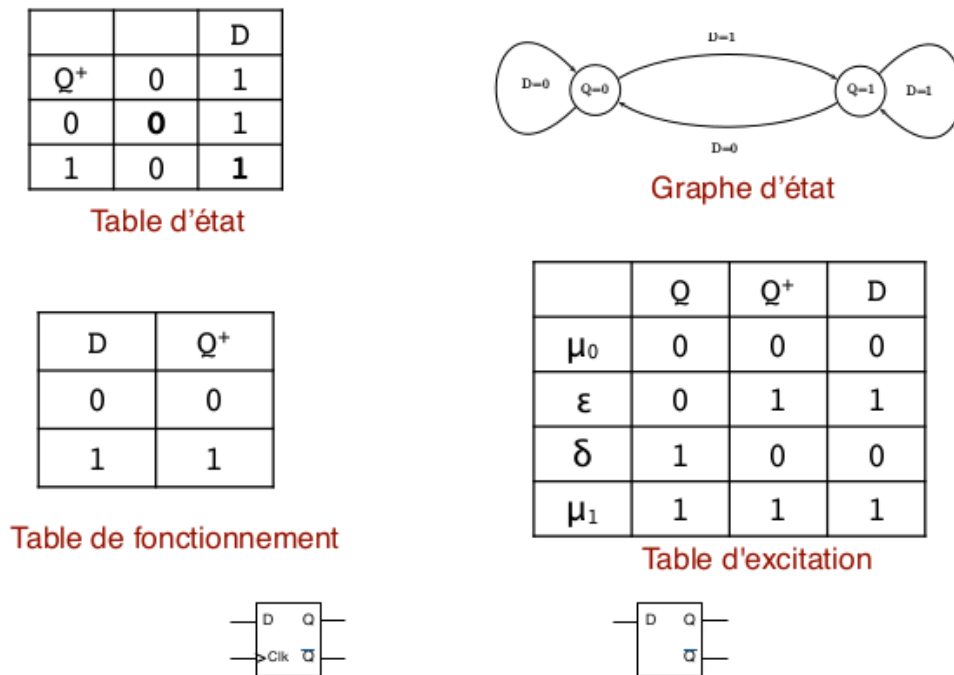 D
Q⁺ 0 1
0 0 1
1 0 1
Table d'état
D=1
D=0 Q=0 Q=1 D=1
D=0
Graphe d'état
D Q⁺
0 0
1 1
Table de fonctionnement
Q Q⁺ D
μ₀ 0 0 0
ε 0 1 1
δ 1 0 0
μ₁ 1 1 1
Table d'excitation
D Q
Clk Q̅
D Q
Q̅